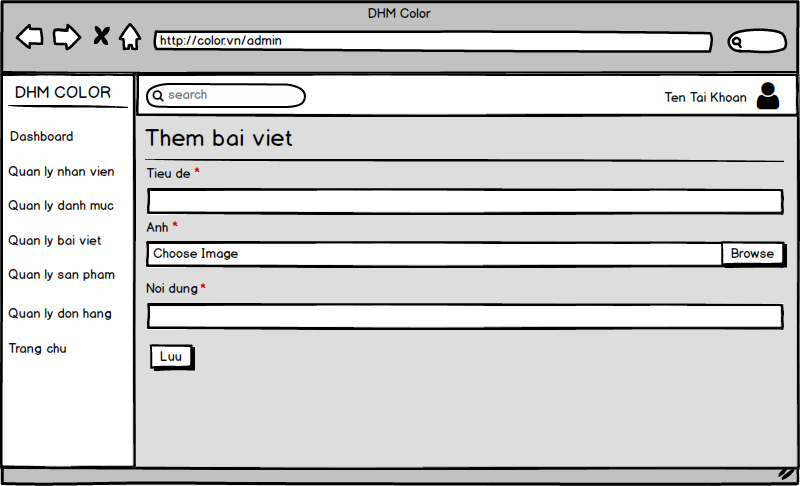 DHM Color
http://color.vn/admin
DHM COLOR
search
Ten Tai Khoan
Dashboard
Quan ly nhan vien
Quan ly danh muc
Quan ly bai viet
Quan ly san pham
Quan ly don hang
Trang chu
Them bai viet
Tieu de *
Anh *
Choose Image
Browse
Noi dung *
Luu